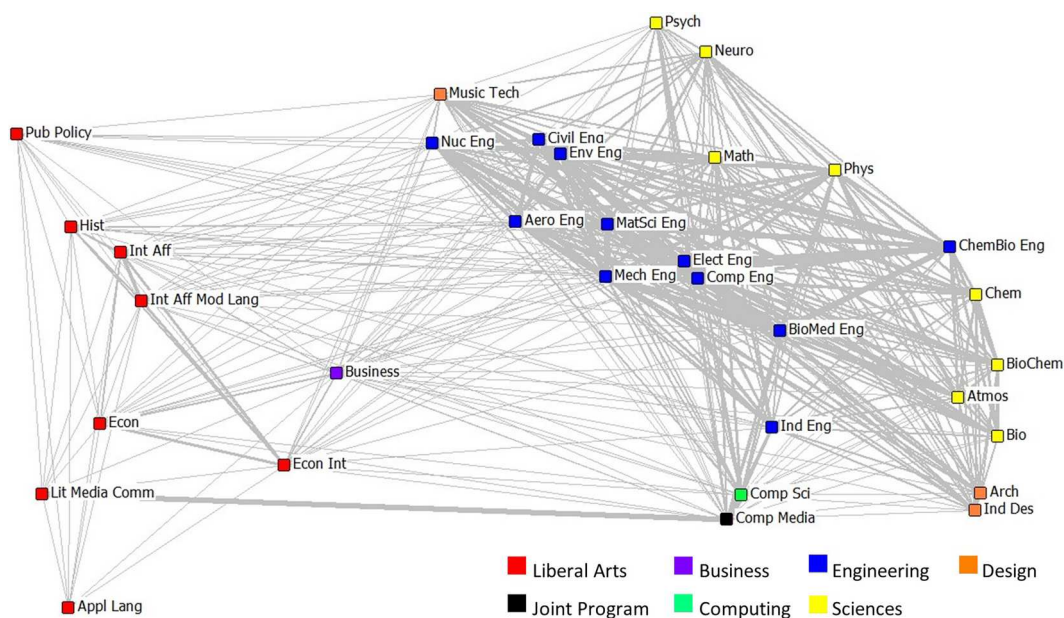 Psych
Neuro
Music Tech
Pub Policy
Nuc Eng
Civil Eng
Env Eng
Math
Phys
Hist
Aero Eng
MatSci Eng
Int Aff
ChemBio Eng
Elect Eng
Mech Eng
Comp Eng
Int Aff Mod Lang
Chem
BioMed Eng
Business
BioChem
Atmos
Econ
Ind Eng
Bio
Econ Int
Lit Media Comm
Comp Sci
Arch
Ind Des
Comp Media
Appl Lang
Liberal Arts
Business
Engineering
Design
Joint Program
Computing
Sciences